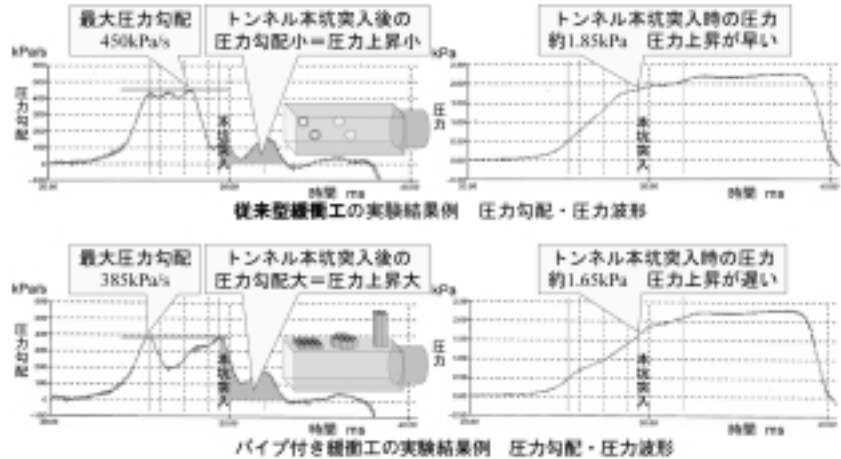 最大圧力勾配
450kPa/s
トンネル本坑突入後の
圧力勾配小＝圧力上昇小
kPa/s
圧力勾配
本坑突入
時間 ms
トンネル本坑突入時の圧力
約1.85kPa 圧力上昇が早い
kPa
圧力
本坑突入
時間 ms
従来型緩衝工の実験結果例 圧力勾配・圧力波形
最大圧力勾配
385kPa/s
トンネル本坑突入後の
圧力勾配大＝圧力上昇大
kPa/s
圧力勾配
本坑突入
時間 ms
トンネル本坑突入時の圧力
約1.65kPa 圧力上昇が遅い
kPa
圧力
本坑突入
時間 ms
パイプ付き緩衝工の実験結果例 圧力勾配・圧力波形